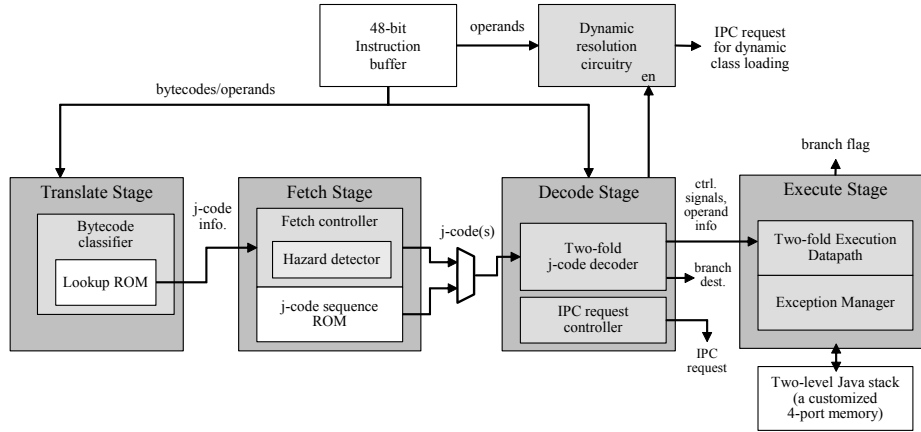 48-bit
Instruction
buffer
operands
Dynamic
resolution
circuitry
en
IPC request
for dynamic
class loading
bytecodes/operands
Translate Stage
Bytecode
classifier
Lookup ROM
j-code
info.
Fetch Stage
Fetch controller
Hazard detector
j-code sequence
ROM
j-code(s)
Decode Stage
Two-fold
j-code decoder
IPC request
controller
ctrl.
signals,
operand
info
branch
dest.
IPC
request
branch flag
Execute Stage
Two-fold Execution
Datapath
Exception Manager
Two-level Java stack
(a customized
4-port memory)